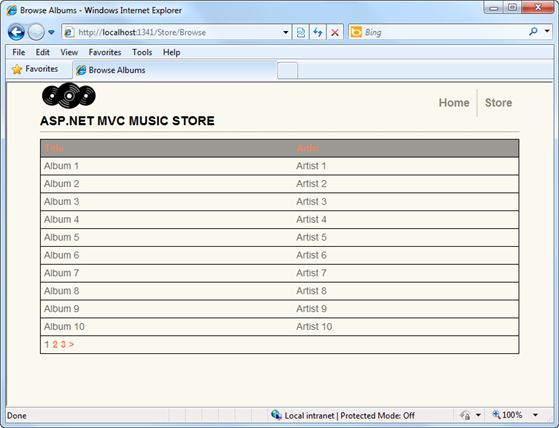 Browse Albums - Windows Internet Explorer
http://localhost:1341/Store/Browse
Bing
File Edit View Favorites Tools Help
Favorites Browse Albums
Home Store
ASP.NET MVC MUSIC STORE
Title Artist
Album 1 Artist 1
Album 2 Artist 2
Album 3 Artist 3
Album 4 Artist 4
Album 5 Artist 5
Album 6 Artist 6
Album 7 Artist 7
Album 8 Artist 8
Album 9 Artist 9
Album 10 Artist 10
1 2 3 >
Done Local intranet | Protected Mode: Off 100%